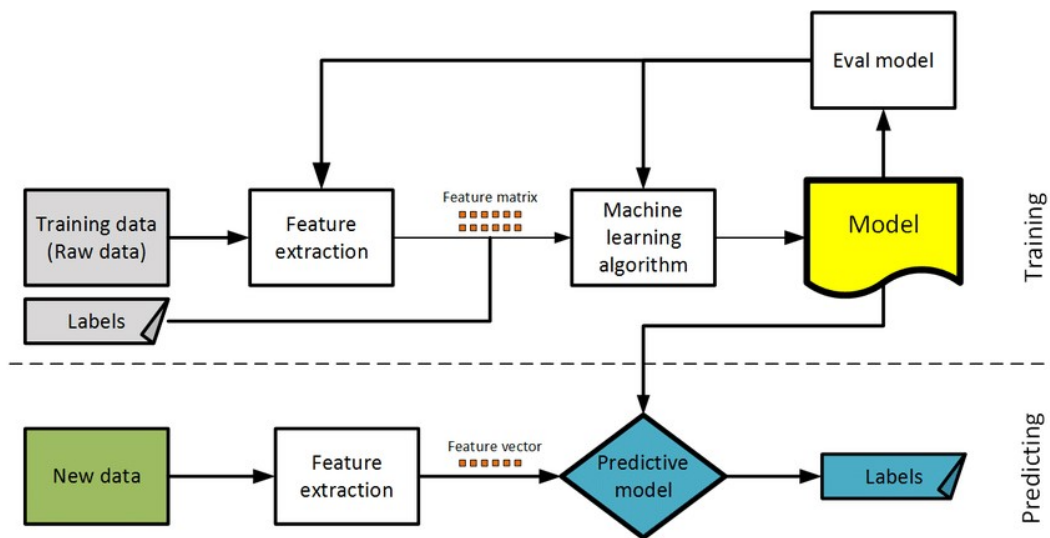 Eval model
Feature matrix
Training data
(Raw data)
Feature
extraction
Machine
learning
algorithm
Model
Training
Labels
New data
Feature
extraction
Feature vector
Predictive
model
Labels
Predicting